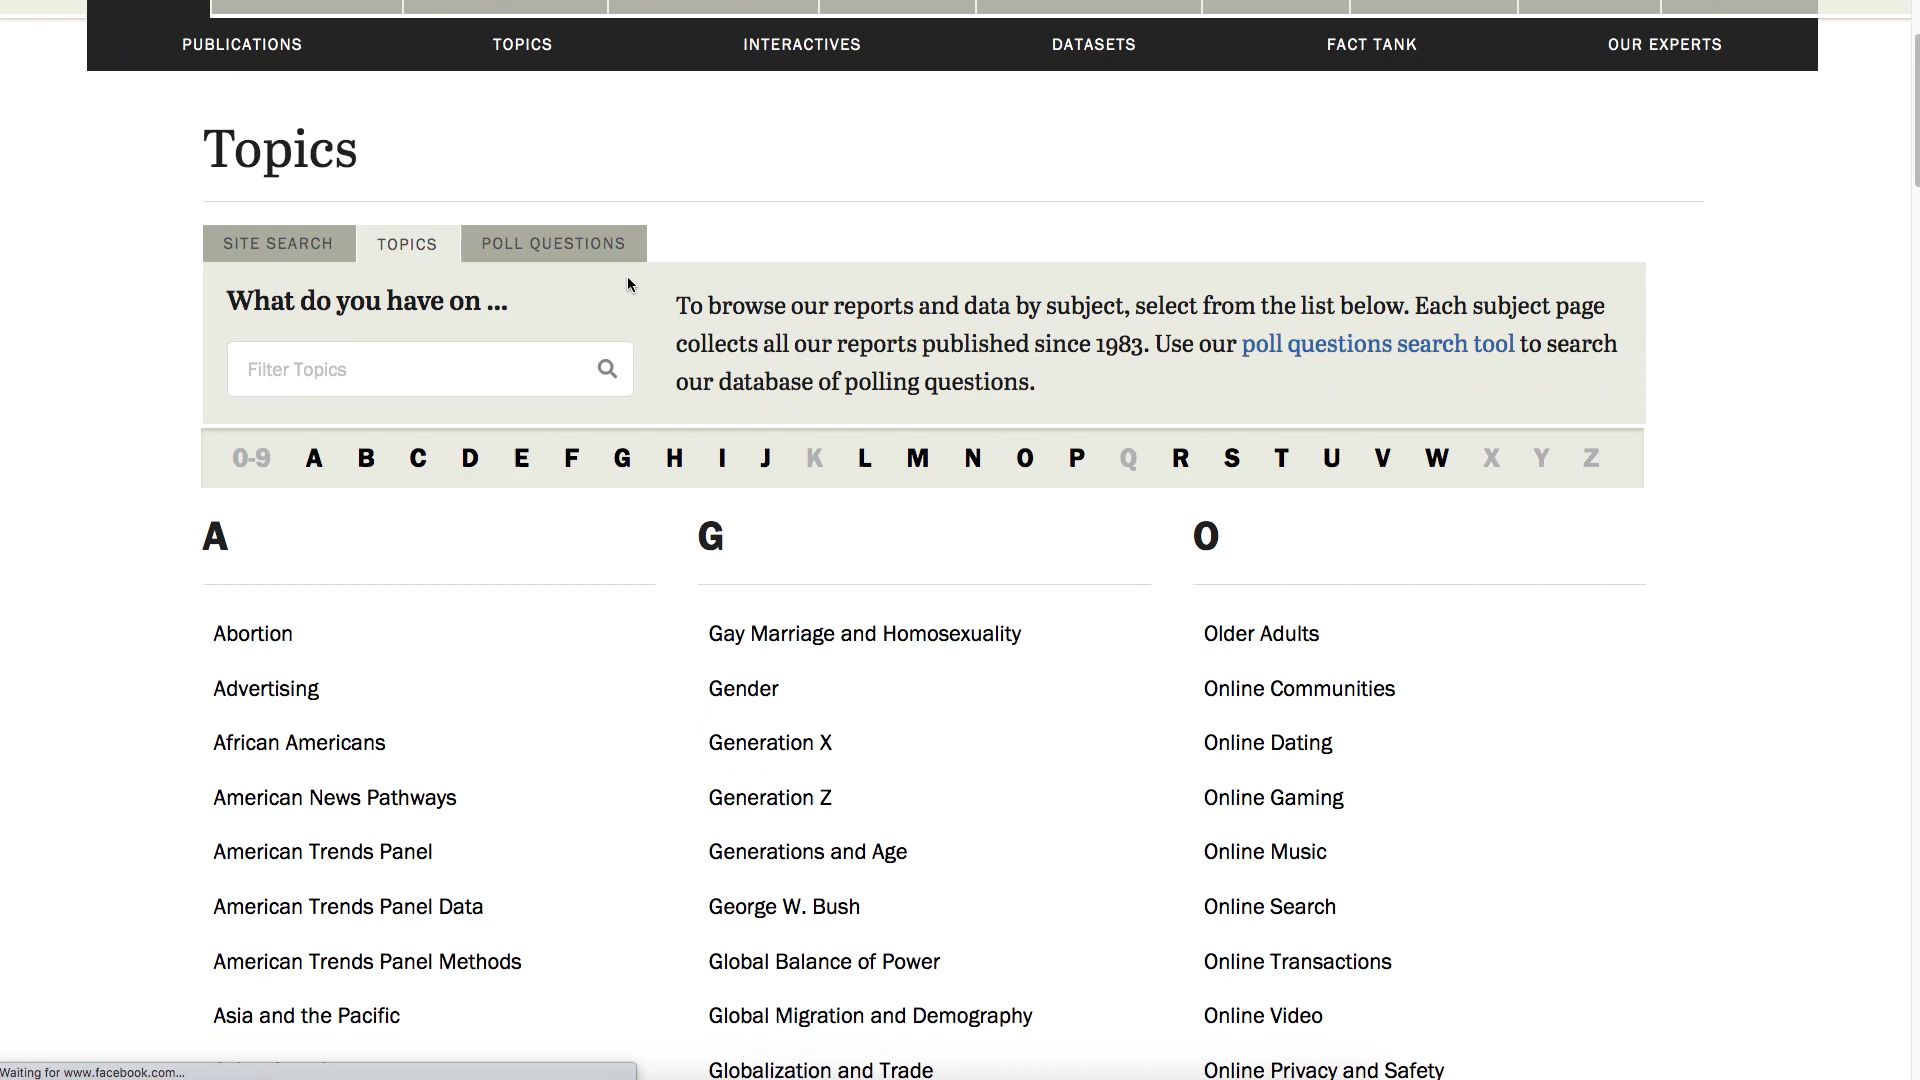 PUBLICATIONS
TOPICS
INTERACTIVES
DATASETS
FACT TANK
OUR EXPERTS
Topics
SITE SEARCH
TOPICS
POLL QUESTIONS
What do you have on ...
Filter Topics
To browse our reports and data by subject, select from the list below. Each subject page
collects all our reports published since 1983. Use our poll questions search tool to search
our database of polling questions.
0-9 A B C D E F G H I J K L M N O P Q R S T U V W X Y Z
A
Abortion
Advertising
African Americans
American News Pathways
American Trends Panel
American Trends Panel Data
American Trends Panel Methods
Asia and the Pacific
G
Gay Marriage and Homosexuality
Gender
Generation X
Generation Z
Generations and Age
George W. Bush
Global Balance of Power
Global Migration and Demography
Globalization and Trade
O
Older Adults
Online Communities
Online Dating
Online Gaming
Online Music
Online Search
Online Transactions
Online Video
Online Privacy and Safety
Waiting for www.facebook.com...